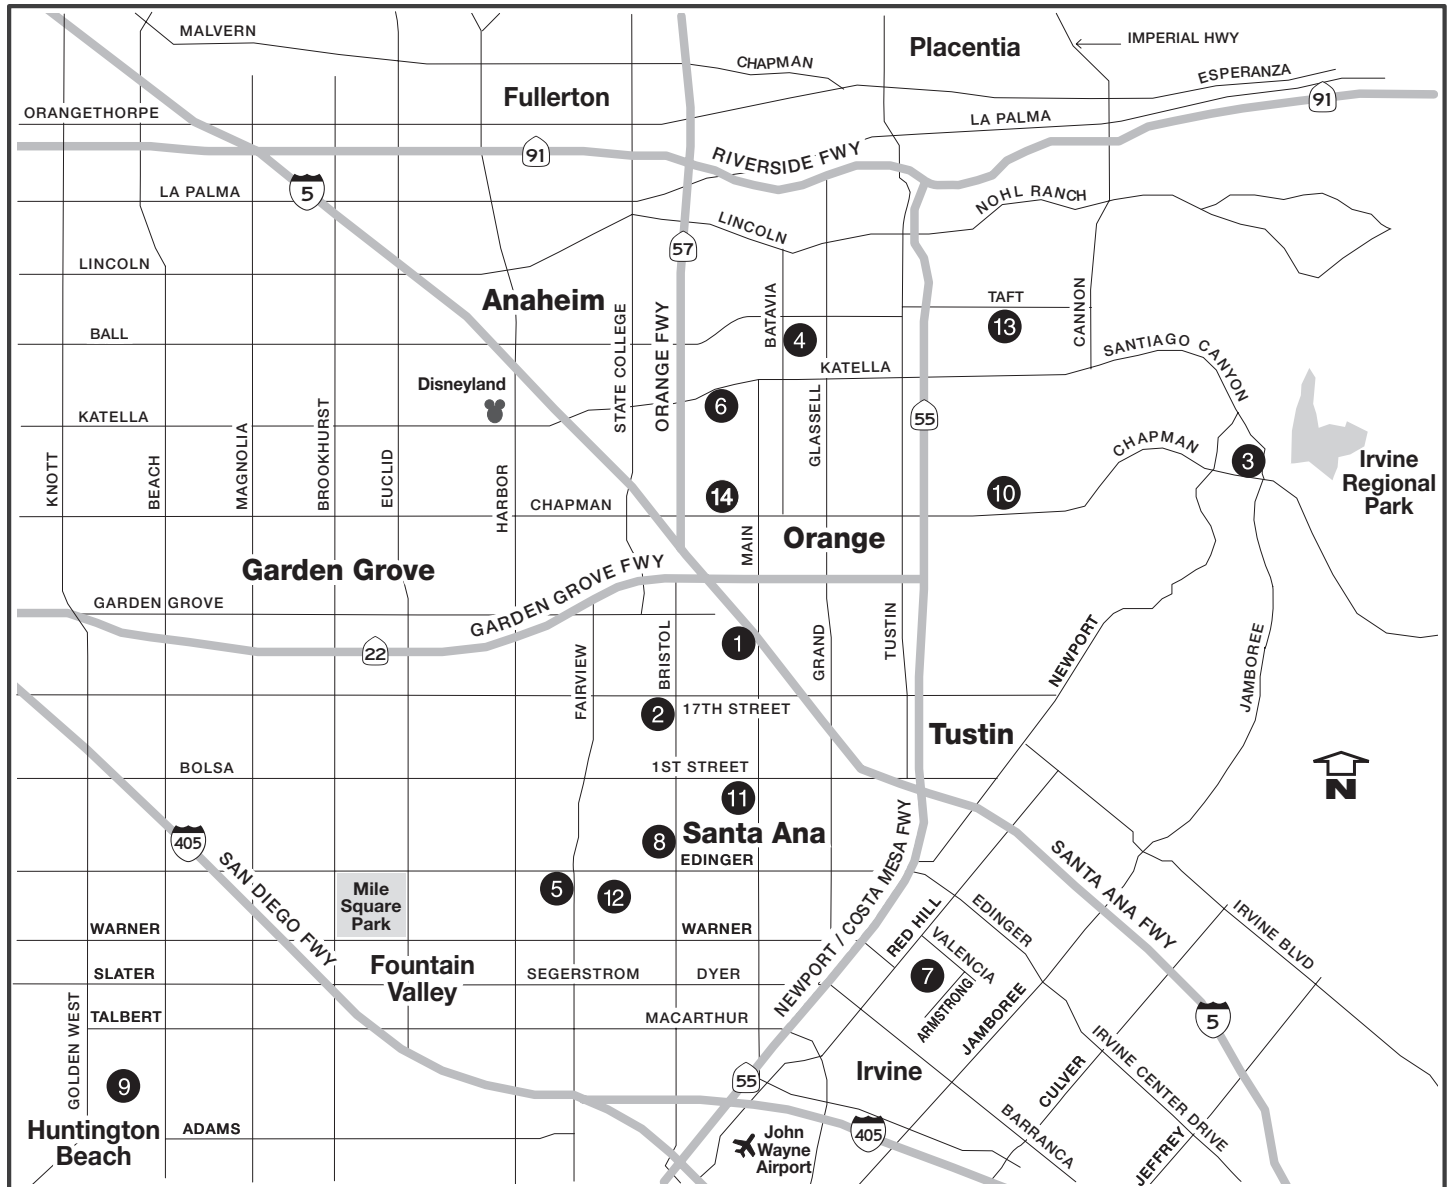 MALVERN
CHAPMAN
Placentia
IMPERIAL HWY
ESPERANZA
Fullerton
91
ORANGETHORPE
LA PALMA
91
RIVERSIDE FWY
LA PALMA
5
NOHL RANCH
LINCOLN
57
LINCOLN
Anaheim
TAFT
BALL
STATE COLLEGE
ORANGE FWY
BATAVIA
4
13
CANNON
SANTIAGO CANYON
KATELLA
Disneyland
6
GLASSELL
55
KATELLA
CHAPMAN
3
Irvine
Regional
Park
KNOTT
BEACH
MAGNOLIA
BROOKHURST
EUCLID
HARBOR
CHAPMAN
14
10
MAIN
Orange
Garden Grove
GARDEN GROVE FWY
GARDEN GROVE
22
FAIRVIEW
BRISTOL
1
GRAND
TUSTIN
NEWPORT
JAMBOREE
2
17TH STREET
Tustin
BOLSA
1ST STREET
11
N
405
8
Santa Ana
EDINGER
SAN DIEGO FWY
Mile
Square
Park
5
12
NEWPORT / COSTA MESA FWY
SANTA ANA FWY
WARNER
WARNER
RED HILL
EDINGER
IRVINE BLVD
VALENCIA
SLATER
Fountain
Valley
SEGERSTROM
DYER
7
ARMSTRONG
JAMBOREE
GOLDEN WEST
TALBERT
MACARTHUR
5
9
55
Irvine
CULVER
IRVINE CENTER DRIVE
Huntington
Beach
ADAMS
John
Wayne
Airport
405
BARRANCA
JEFFREY